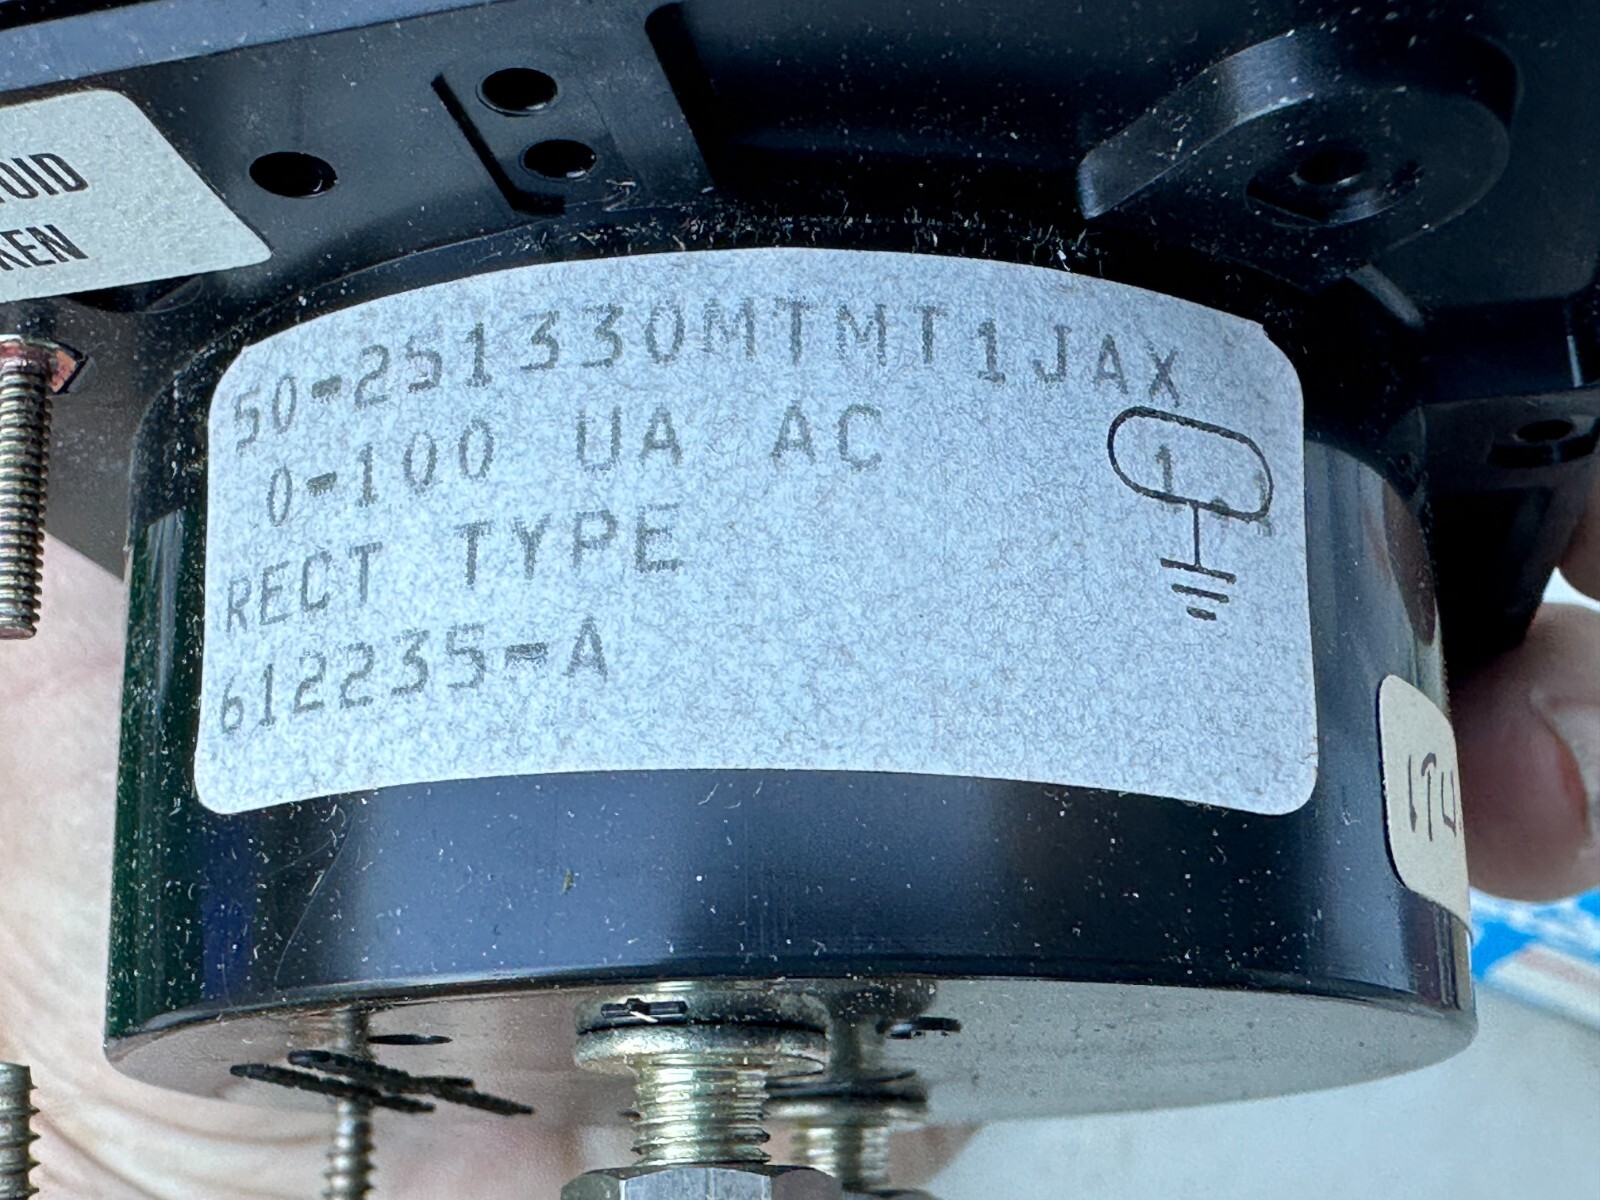 50-251330MTMT1JAX
0-100 UA AC
1
RECT TYPE
612235-A